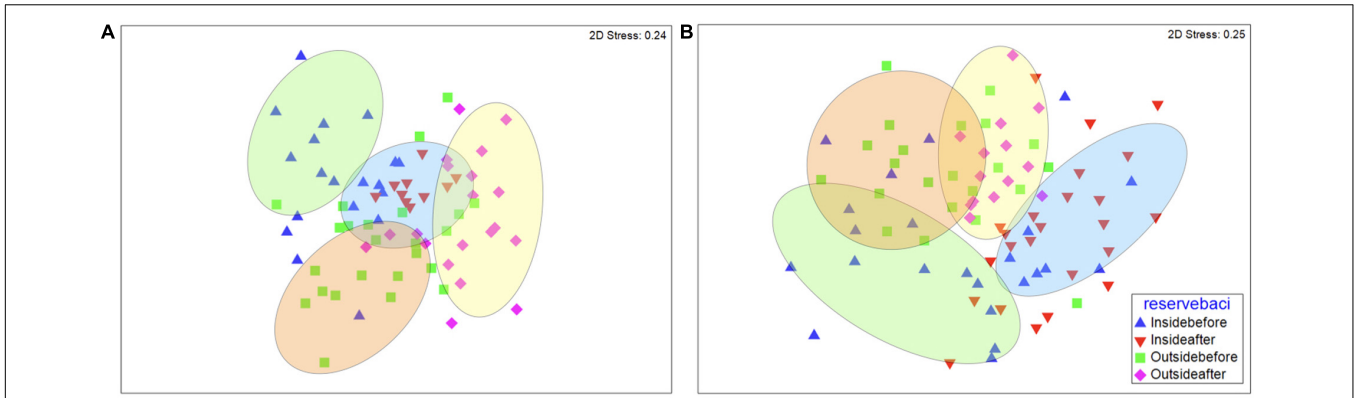 A
2D Stress: 0.24
B
2D Stress: 0.25
reservebaci
Insidebefore
Insideafter
Outsidebefore
Outsideafter